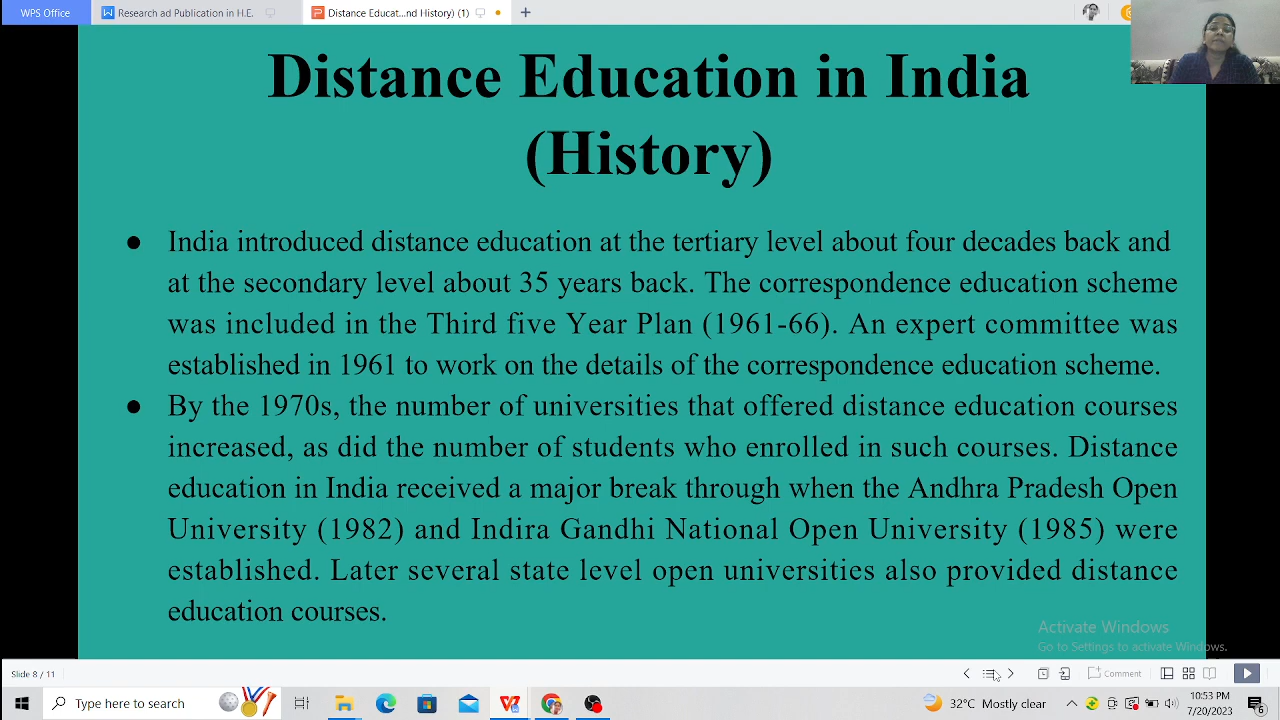 WPS Office
Research ad Publication in H.E.
Distance Educat...nd History (1)
Distance Education in India
(History)
● India introduced distance education at the tertiary level about four decades back and
at the secondary level about 35 years back. The correspondence education scheme
was included in the Third five Year Plan (1961-66). An expert committee was
established in 1961 to work on the details of the correspondence education scheme.
● By the 1970s, the number of universities that offered distance education courses
increased, as did the number of students who enrolled in such courses. Distance
education in India received a major break through when the Andhra Pradesh Open
University (1982) and Indira Gandhi National Open University (1985) were
established. Later several state level open universities also provided distance
education courses.
Activate Windows
Go to Settings to activate Windows.
Slide 8 / 11
Comment
Type here to search
32°C Mostly clear
10:53 PM
7/20/2023